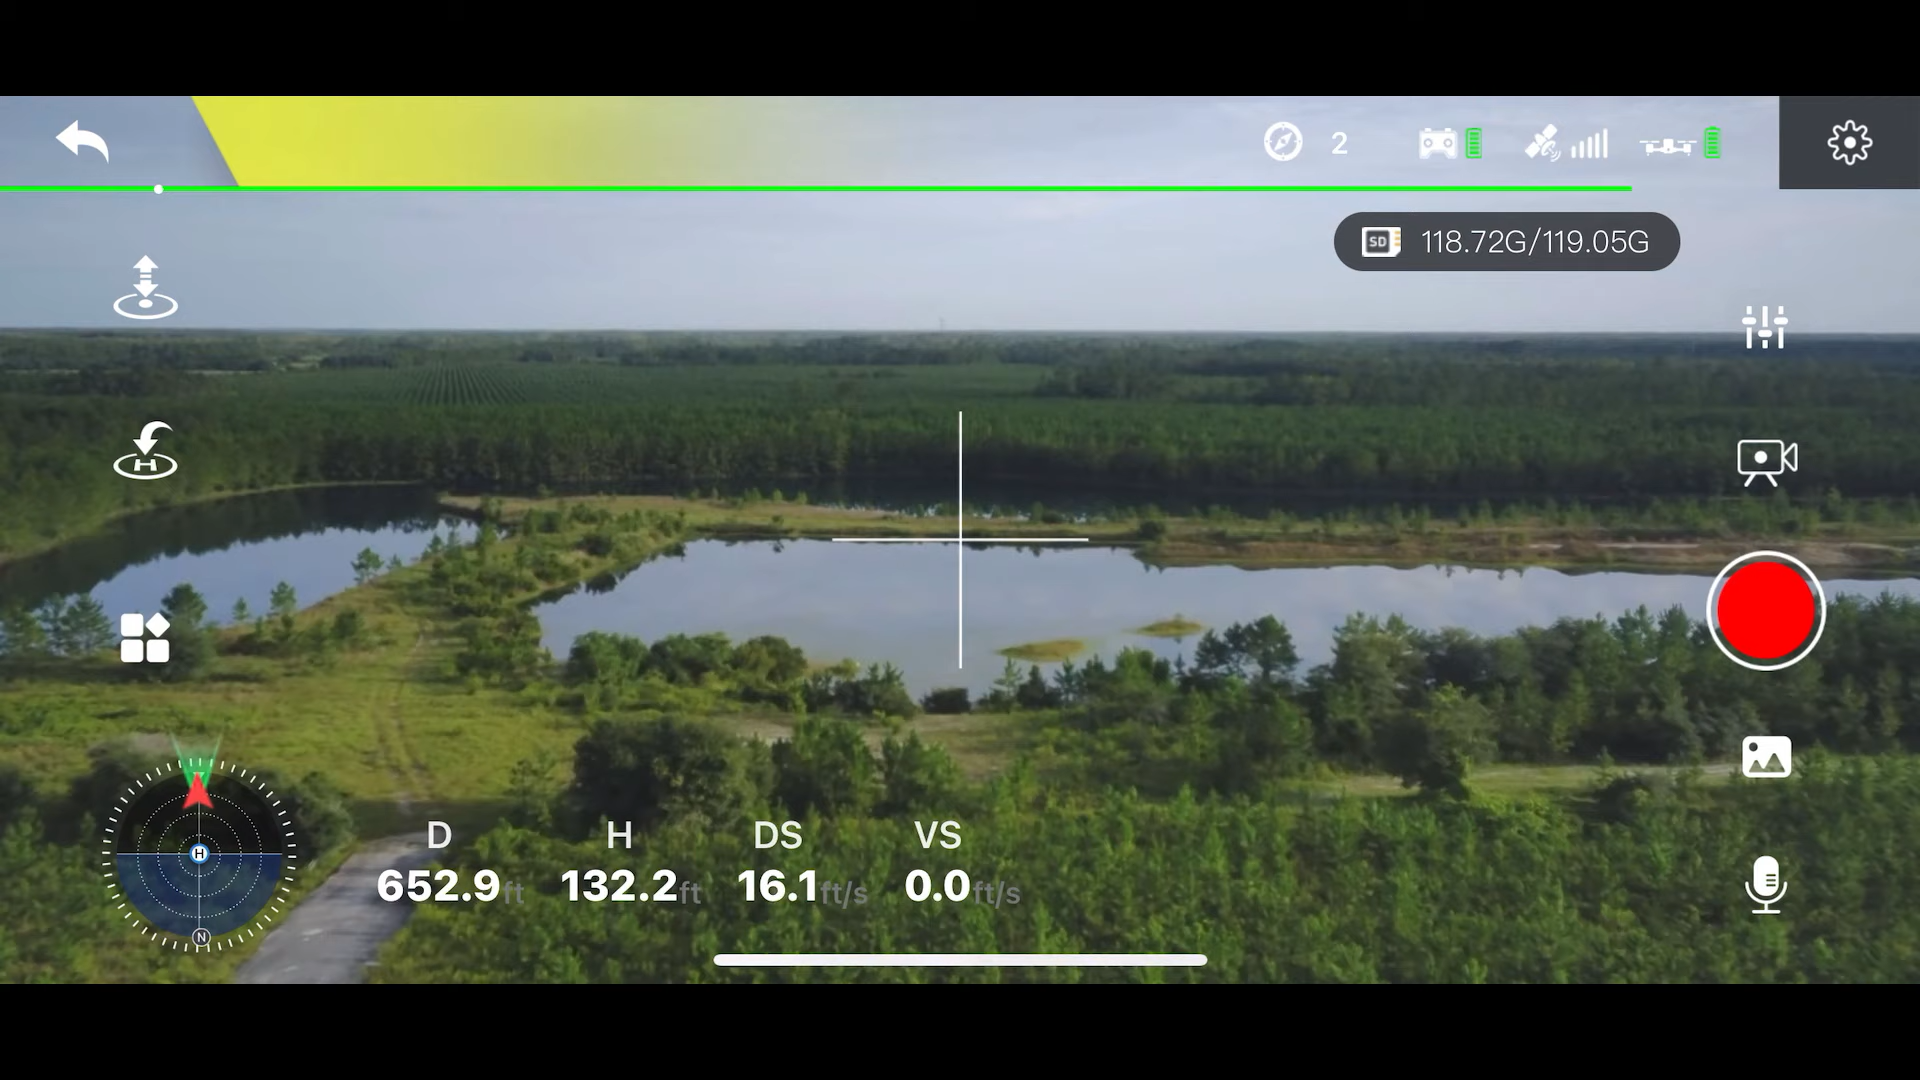 2
SD 118.72G/119.05G
H
D H DS VS
652.9ft 132.2ft 16.1ft/s 0.0ft/s
H
N